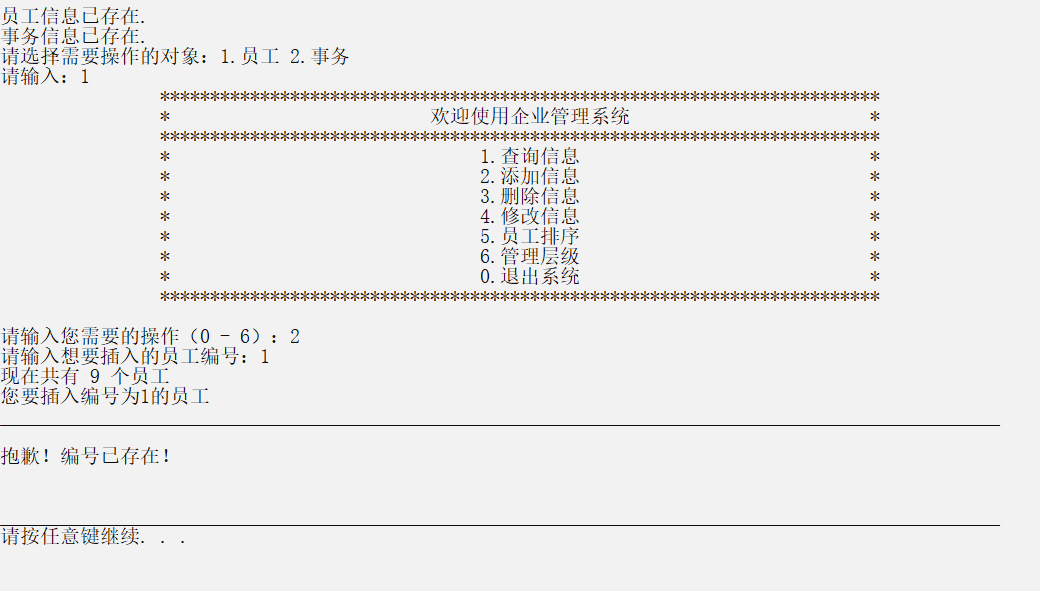 员工信息已存在.
事务信息已存在.
请选择需要操作的对象：1.员工 2.事务
请输入：1
************************************************************************
*                          欢迎使用企业管理系统                        *
************************************************************************
*                               1.查询信息                             *
*                               2.添加信息                             *
*                               3.删除信息                             *
*                               4.修改信息                             *
*                               5.员工排序                             *
*                               6.管理层级                             *
*                               0.退出系统                             *
************************************************************************
请输入您需要的操作（0 - 6）：2
请输入想要插入的员工编号：1
现在共有 9 个员工
您要插入编号为1的员工
抱歉！编号已存在！
请按任意键继续. . .